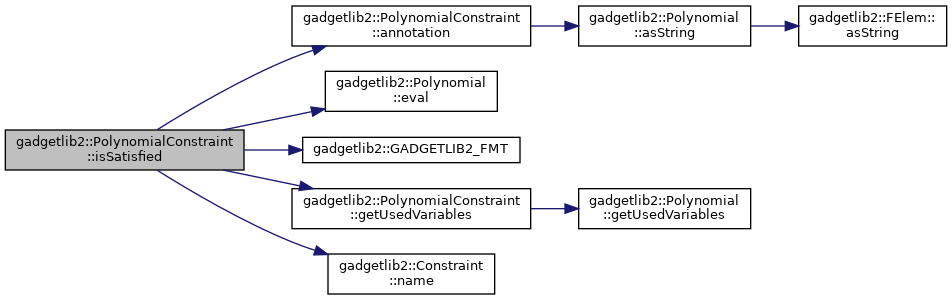 gadgetlib2::PolynomialConstraint
::isSatisfied
gadgetlib2::PolynomialConstraint
::annotation
gadgetlib2::Polynomial
::asString
gadgetlib2::FElem::
asString
gadgetlib2::Polynomial
::eval
gadgetlib2::GADGETLIB2_FMT
gadgetlib2::PolynomialConstraint
::getUsedVariables
gadgetlib2::Polynomial
::getUsedVariables
gadgetlib2::Constraint
::name